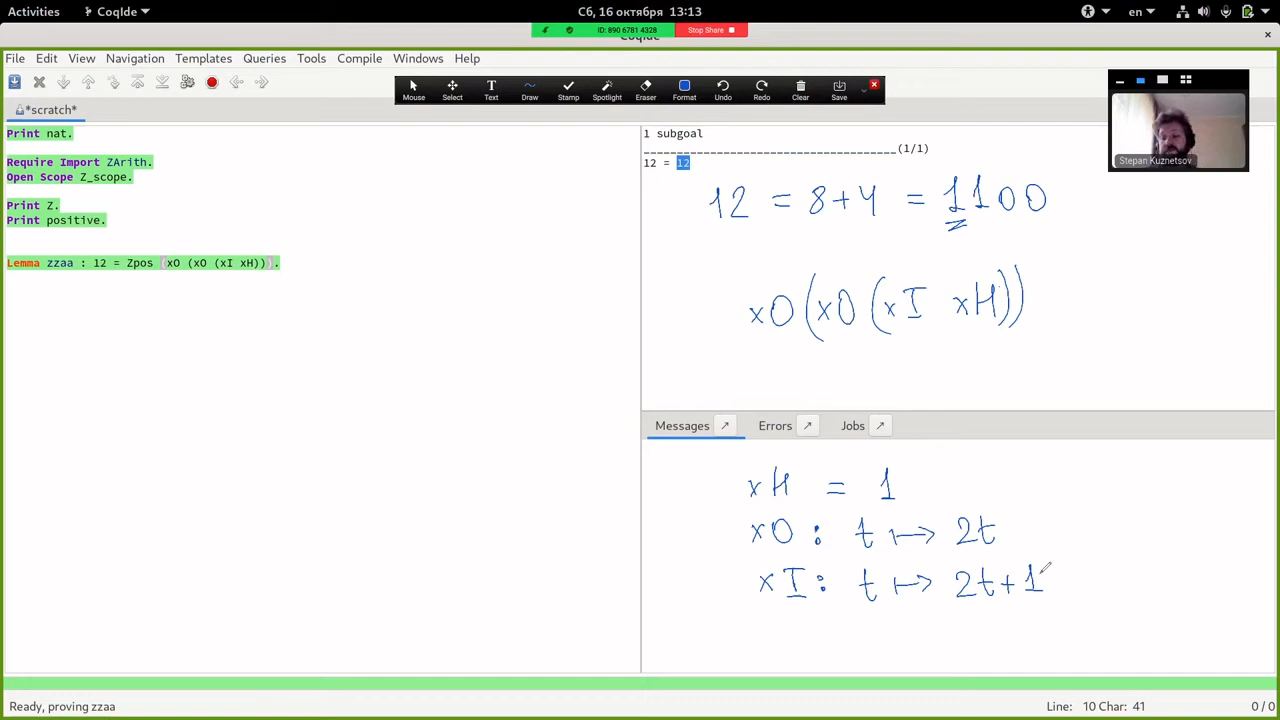 Activities CoqIde Сб, 16 октября 13:13 en
ID: 890 6781 4328 Stop Share
File Edit View Navigation Templates Queries Tools Compile Windows Help
Mouse Select Text Draw Stamp Spotlight Eraser Format Undo Redo Clear Save
*scratch*
Print nat.
Require Import ZArith.
Open Scope Z_scope.
Print Z.
Print positive.
Lemma zzaa : 12 = Zpos (xO (xO (xI xH))).
1 subgoal
______________________________________(1/1)
12 = 12
12 = 8+4 = 1100
xO(xO(xI xH))
Stepan Kuznetsov
Messages Errors Jobs
xH = 1
xO : t ↦ 2t
xI : t ↦ 2t+1
Ready, proving zzaa Line: 10 Char: 41 0 / 0